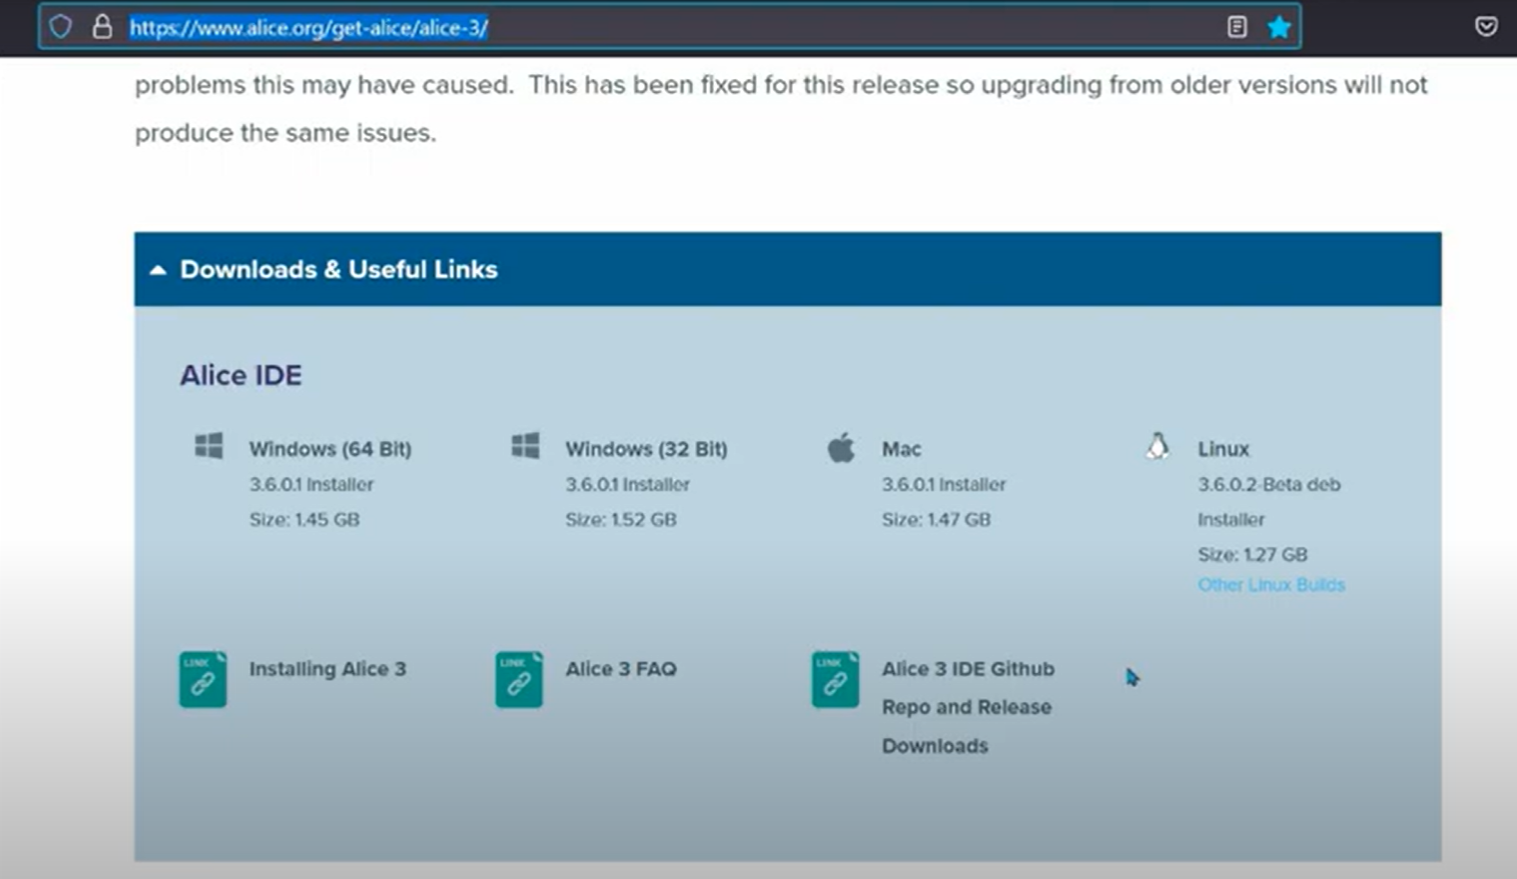 https://www.alice.org/get-alice/alice-3/
problems this may have caused. This has been fixed for this release so upgrading from older versions will not
produce the same issues.
Downloads & Useful Links
Alice IDE
Windows (64 Bit)
3.6.0.1 Installer
Size: 1.45 GB
Windows (32 Bit)
3.6.0.1 Installer
Size: 1.52 GB
Mac
3.6.0.1 Installer
Size: 1.47 GB
Linux
3.6.0.2-Beta deb
Installer
Size: 1.27 GB
Other Linux Builds
LINK
Installing Alice 3
LINK
Alice 3 FAQ
LINK
Alice 3 IDE Github
Repo and Release
Downloads